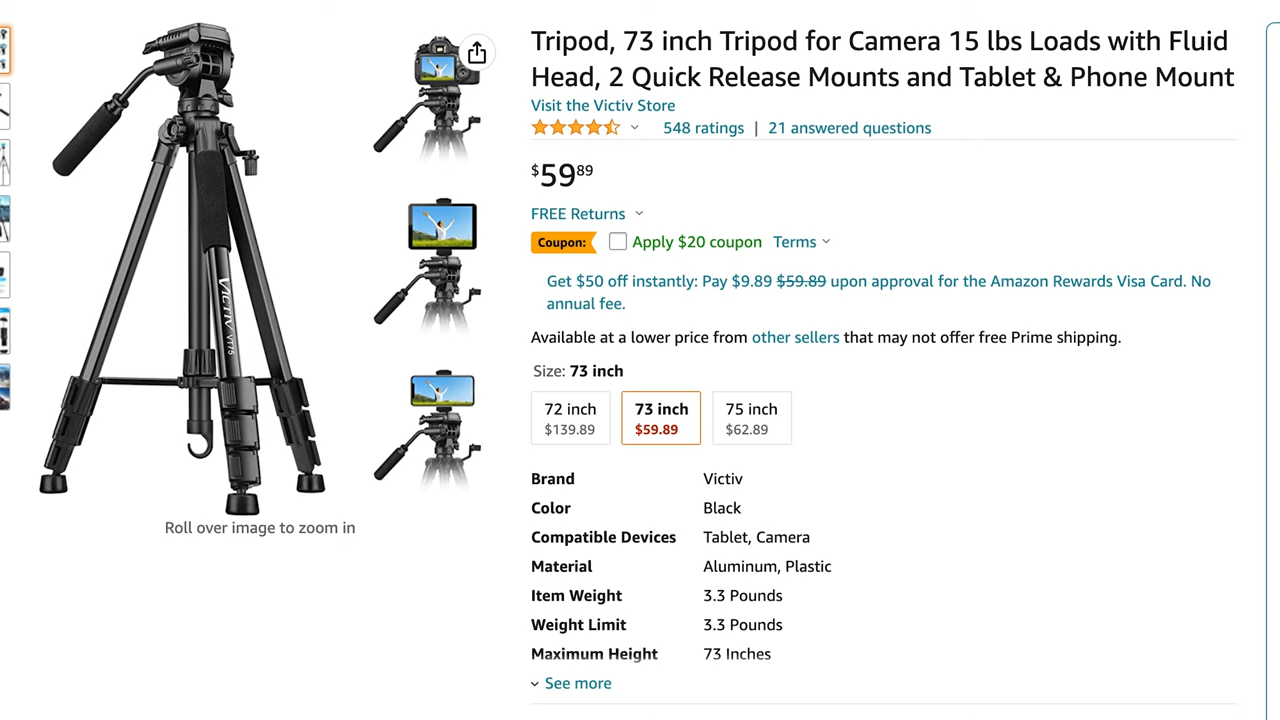 Tripod, 73 inch Tripod for Camera 15 lbs Loads with Fluid
Head, 2 Quick Release Mounts and Tablet & Phone Mount
Visit the Victiv Store
548 ratings | 21 answered questions
$59 89
FREE Returns
Coupon: Apply $20 coupon Terms
Get $50 off instantly: Pay $9.89 $59.89 upon approval for the Amazon Rewards Visa Card. No
annual fee.
Available at a lower price from other sellers that may not offer free Prime shipping.
Size: 73 inch
72 inch 73 inch 75 inch
$139.89 $59.89 $62.89
Brand Victiv
Color Black
Compatible Devices Tablet, Camera
Material Aluminum, Plastic
Item Weight 3.3 Pounds
Weight Limit 3.3 Pounds
Maximum Height 73 Inches
See more
VICTIV VT75
Roll over image to zoom in